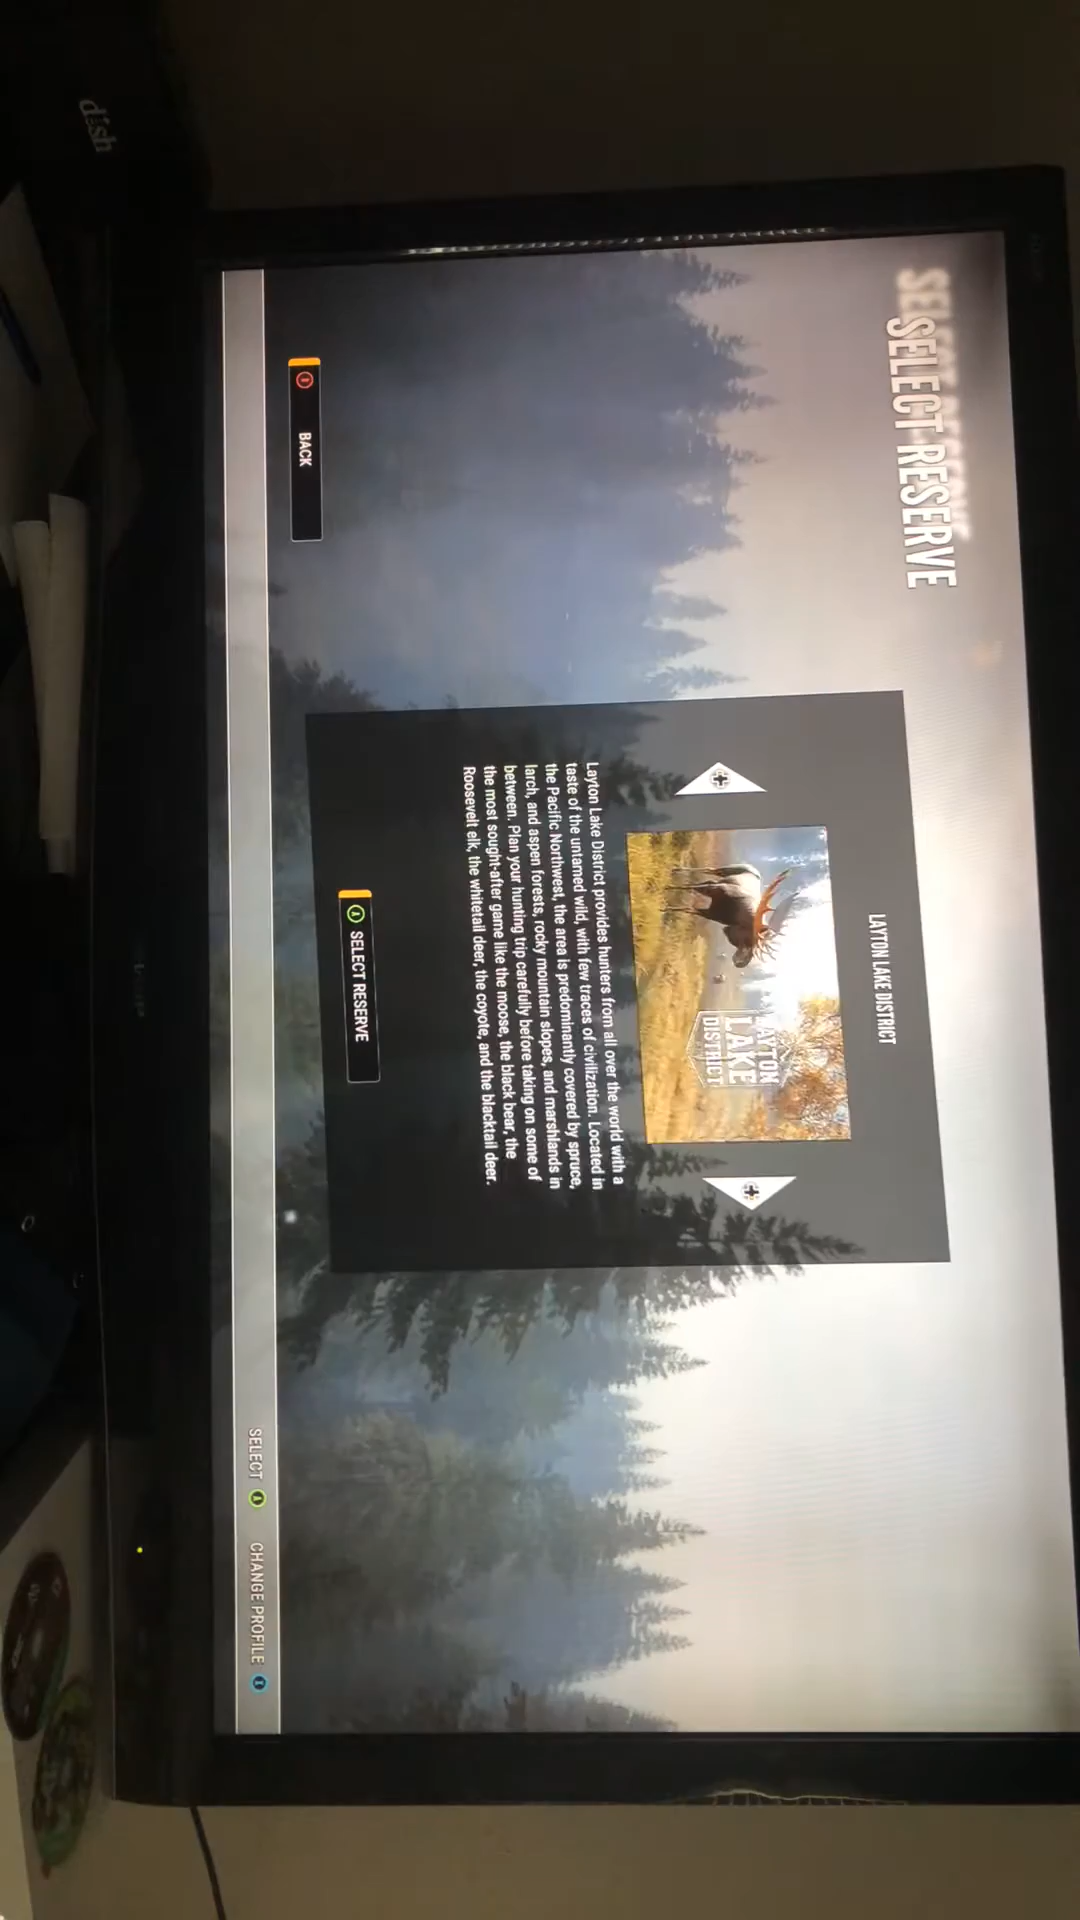 SELECT RESERVE
LAYTON LAKE DISTRICT
LAYTON
LAKE
DISTRICT
Layton Lake District provides hunters from all over the world with a
taste of the untamed wild, with few traces of civilization. Located in
the Pacific Northwest, the area is predominantly covered by spruce,
larch, and aspen forests, rocky mountain slopes, and marshlands in
between. Plan your hunting trip carefully before taking on some of
the most sought-after game like the moose, the black bear, the
Roosevelt elk, the whitetail deer, the coyote, and the blacktail deer.
A SELECT RESERVE
BACK
SELECT A CHANGE PROFILE X
dish